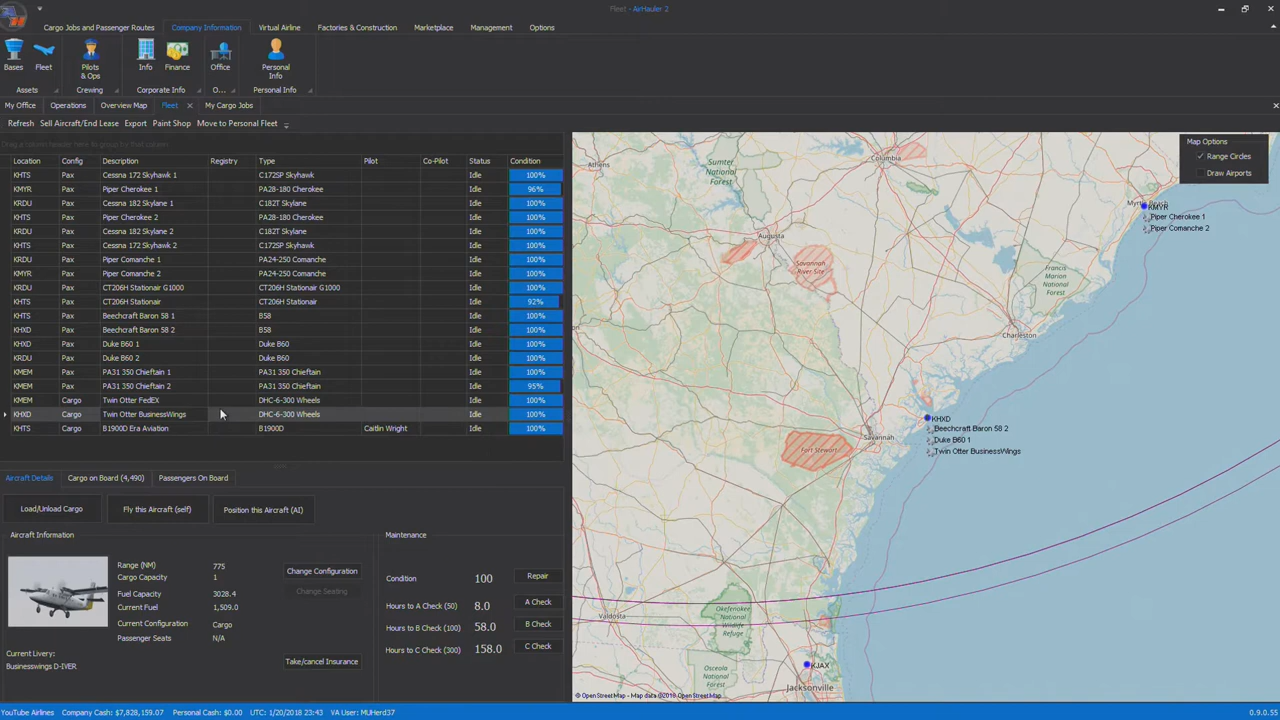 Fleet - AirHauler 2
Cargo Jobs and Passenger Routes Company Information Virtual Airline Factories & Construction Marketplace Management Options
Bases Fleet Pilots & Ops Info Finance Office Personal Info
Assets Crewing Corporate Info O... Personal Info
My Office Operations Overview Map Fleet My Cargo Jobs
Refresh Sell Aircraft/End Lease Export Paint Shop Move to Personal Fleet
Drag a column header here to group by that column
Location Config Description Registry Type Pilot Co-Pilot Status Condition
KHTS Pax Cessna 172 Skyhawk 1 C172SP Skyhawk Idle 100%
KMYR Pax Piper Cherokee 1 PA28-180 Cherokee Idle 96%
KRDU Pax Cessna 182 Skylane 1 C182T Skylane Idle 100%
KHTS Pax Piper Cherokee 2 PA28-180 Cherokee Idle 100%
KRDU Pax Cessna 182 Skylane 2 C182T Skylane Idle 100%
KHTS Pax Cessna 172 Skyhawk 2 C172SP Skyhawk Idle 100%
KRDU Pax Piper Comanche 1 PA24-250 Comanche Idle 100%
KMYR Pax Piper Comanche 2 PA24-250 Comanche Idle 100%
KRDU Pax CT206H Stationair G1000 CT206H Stationair G1000 Idle 100%
KHTS Pax CT206H Stationair CT206H Stationair Idle 92%
KHTS Pax Beechcraft Baron 58 1 B58 Idle 100%
KHXD Pax Beechcraft Baron 58 2 B58 Idle 100%
KHXD Pax Duke B60 1 Duke B60 Idle 100%
KRDU Pax Duke B60 2 Duke B60 Idle 100%
KMEM Pax PA31 350 Chieftain 1 PA31 350 Chieftain Idle 100%
KMEM Pax PA31 350 Chieftain 2 PA31 350 Chieftain Idle 95%
KMEM Cargo Twin Otter FedEX DHC-6-300 Wheels Idle 100%
KHXD Cargo Twin Otter BusinessWings DHC-6-300 Wheels Idle 100%
KHTS Cargo B1900D Era Aviation B1900D Caitlin Wright Idle 100%
Aircraft Details Cargo on Board (4,490) Passengers On Board
Load/Unload Cargo Fly this Aircraft (self) Position this Aircraft (AI)
Aircraft Information
Range (NM) 775
Cargo Capacity 1
Fuel Capacity 3028.4
Current Fuel 1,509.0
Current Configuration Cargo
Passenger Seats N/A
Current Livery:
Businesswings D-IVER
Change Configuration
Change Seating
Take/cancel Insurance
Maintenance
Condition 100 Repair
Hours to A Check (50) 8.0 A Check
Hours to B Check (100) 58.0 B Check
Hours to C Check (300) 158.0 C Check
Map Options
Range Circles
Draw Airports
Athens
Sumter National Forest
Columbia
Augusta
Savannah River Site
Francis Marion National Forest
Charleston
KMYR
Piper Cherokee 1
Piper Comanche 2
KHXD
Beechcraft Baron 58 2
Duke B60 1
Twin Otter BusinessWings
Savannah
Fort Stewart
Valdosta
Okefenokee National Wildlife Refuge
Osceola National Forest
KJAX
Jacksonville
© OpenStreetMap - Map data ©2018 OpenStreetMap
YouTube Airlines Company Cash: $7,828,159.07 Personal Cash: $0.00 UTC: 1/20/2018 23:43 VA User: MUHerd37 0.9.0.55